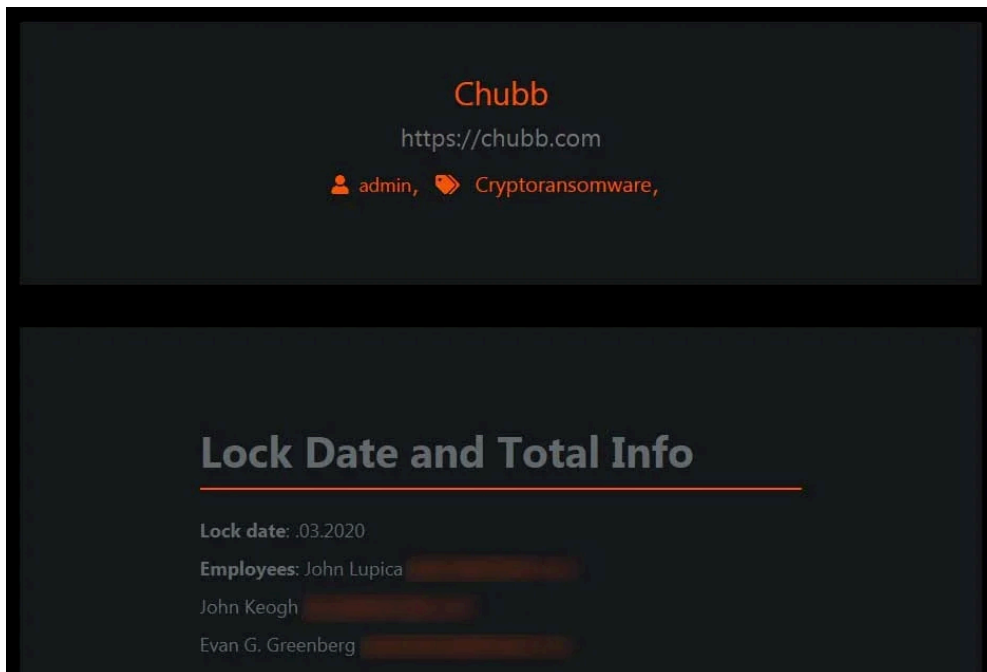 Chubb
https://chubb.com
admin, Cryptoransomware,
Lock Date and Total Info
Lock date: .03.2020
Employees: John Lupica
John Keogh
Evan G. Greenberg